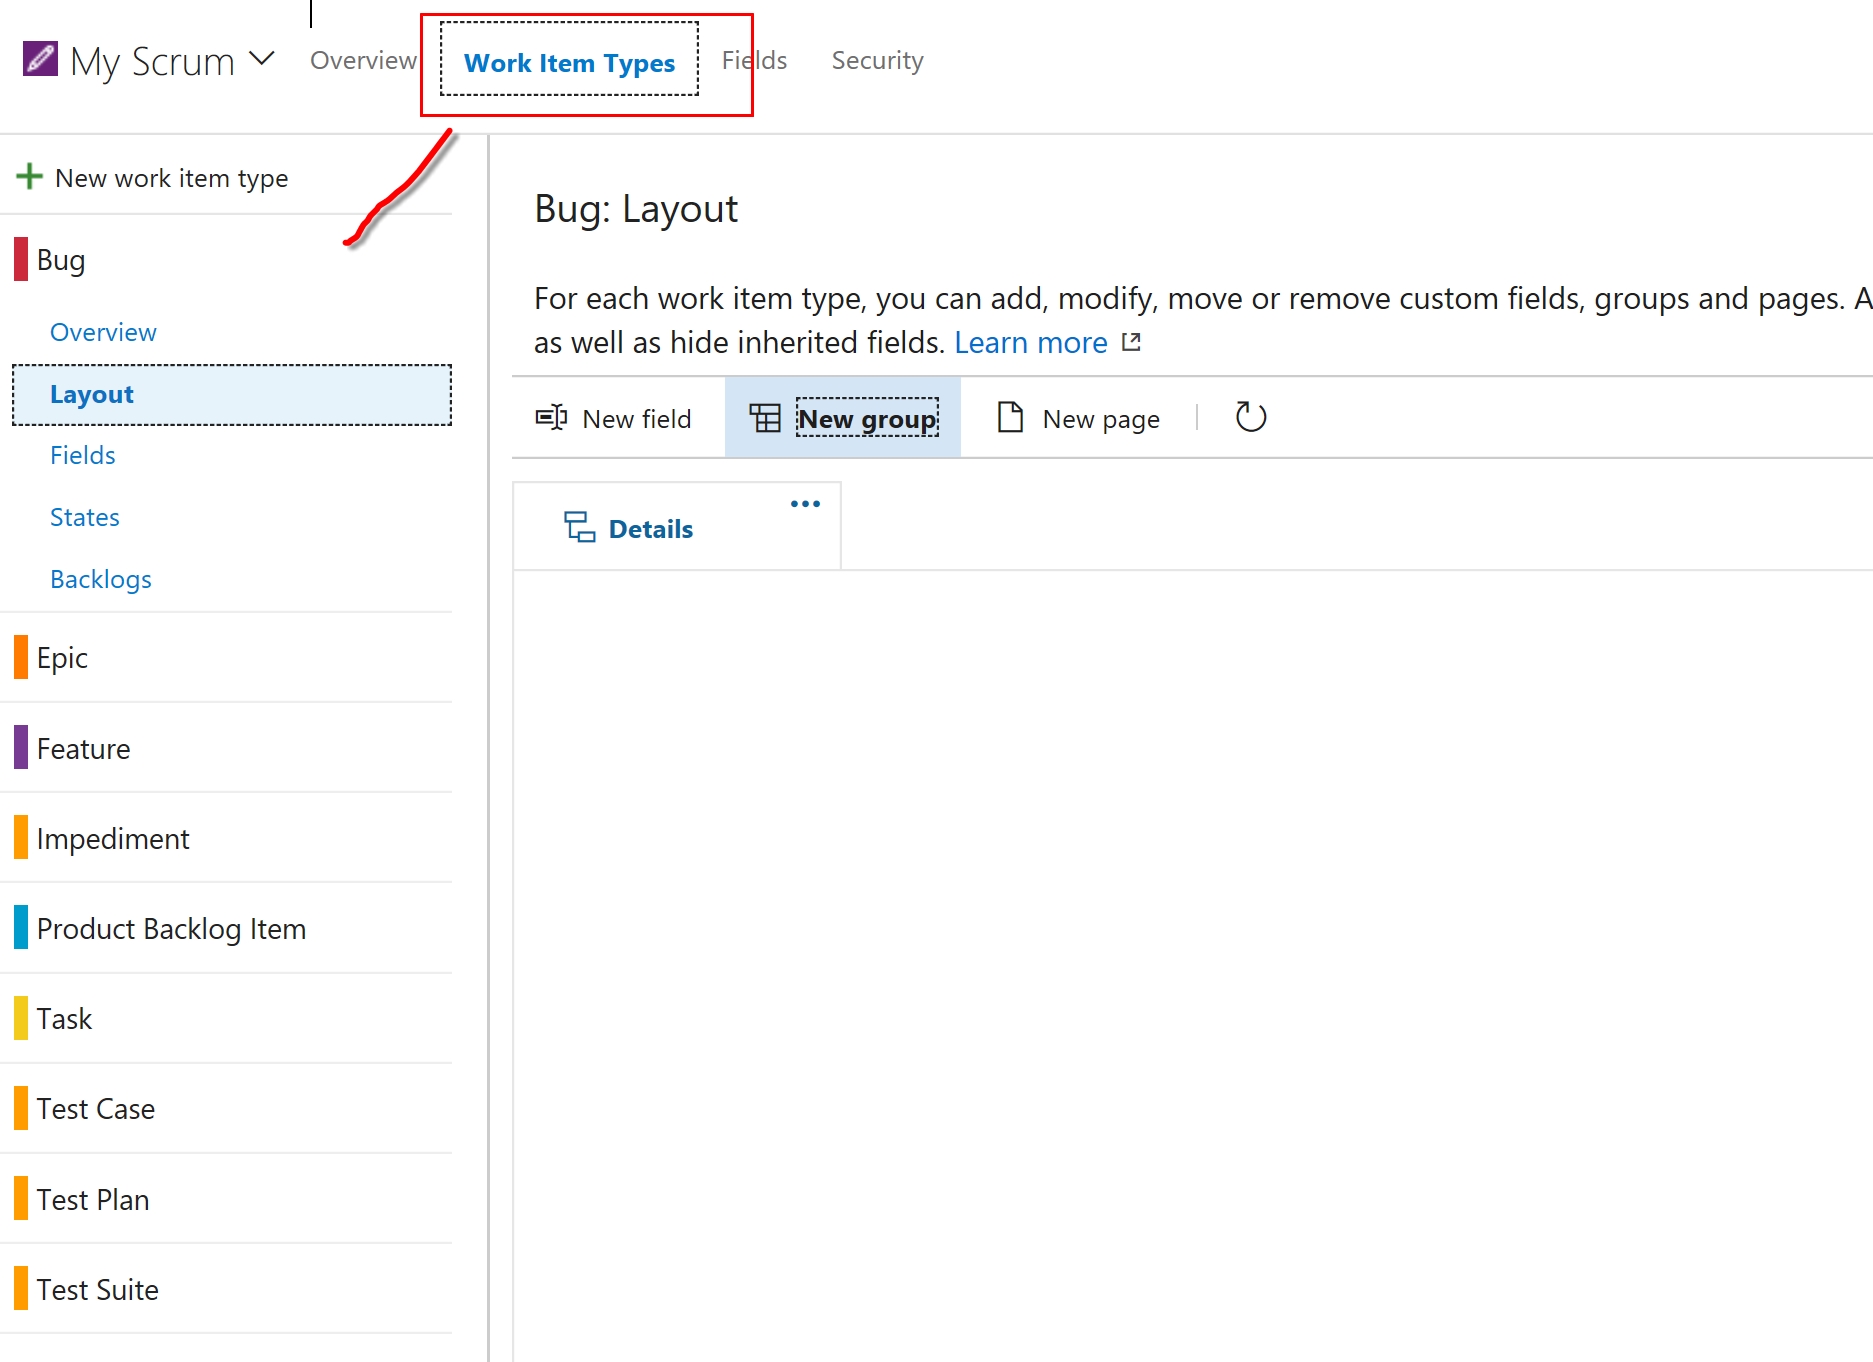 My Scrum
Overview
Work Item Types
Fields
Security
New work item type
Bug
Overview
Layout
Fields
States
Backlogs
Epic
Feature
Impediment
Product Backlog Item
Task
Test Case
Test Plan
Test Suite
Bug: Layout
For each work item type, you can add, modify, move or remove custom fields, groups and pages. A
as well as hide inherited fields. Learn more
New field
New group
New page
Details